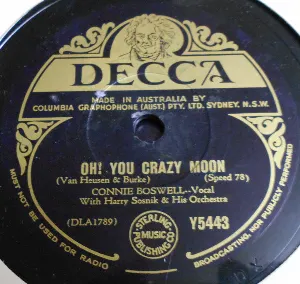 DECCA
MADE IN AUSTRALIA BY
COLUMBIA GRAPHOPHONE (AUST.) PTY. LTD. SYDNEY, N.S.W.
OH! YOU CRAZY MOON
(Van Heusen & Burke) (Speed 78)
CONNIE BOSWELL--Vocal
With Harry Sosnik & His Orchestra
(DLA1789)
STERLING
MUSIC
PUBLISHING CO
Y5443
MUST NOT BE USED FOR RADIO
BROADCASTING, NOR PUBLICLY PERFORMED